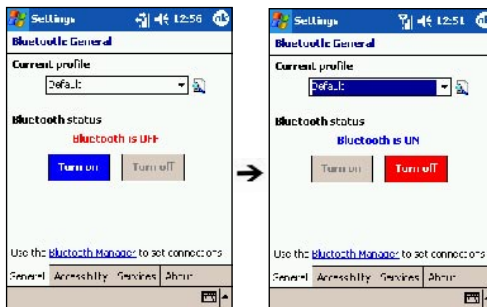 Settings 12:56 ok
Bluetooth General
Current profile
Default
Bluetooth status
Bluetooth is OFF
Turn on Turn off
Use the Bluetooth Manager to set connections
General Accessibility Services About
Settings 12:51
Bluetooth General
Current profile
Default
Bluetooth status
Bluetooth is ON
Turn on Turn off
Use the Bluetooth Manager to set connections
General Accessibility Services About